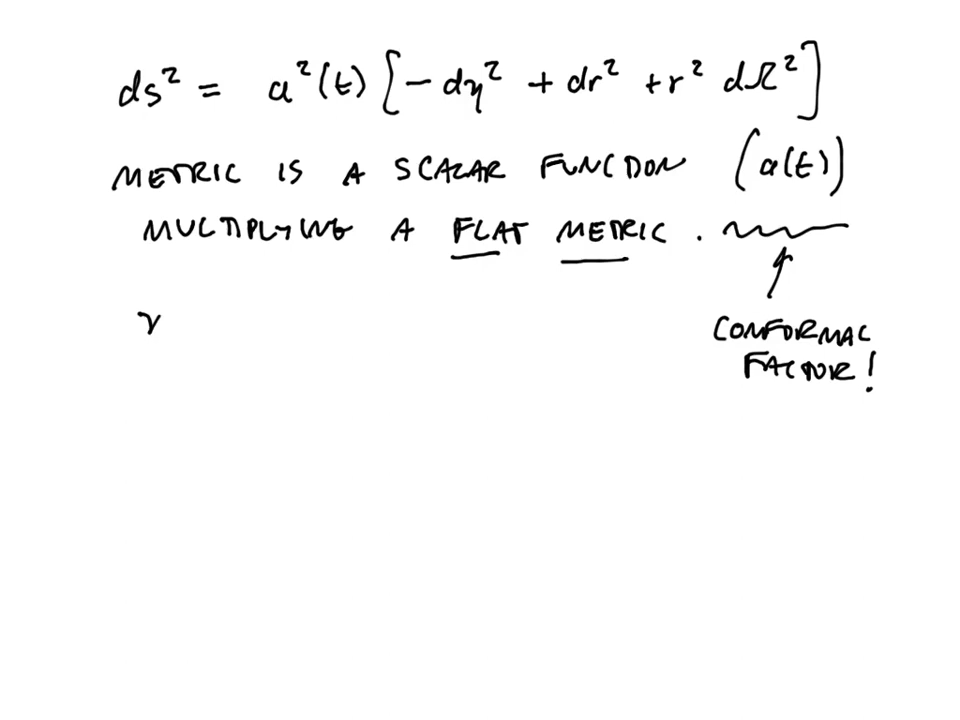 ds² = a²(t) [-dη² + dr² + r² dΩ²]
METRIC IS A SCALAR FUNCTION (a(t))
MULTIPLYING A FLAT METRIC.
CONFORMAL
FACTOR!